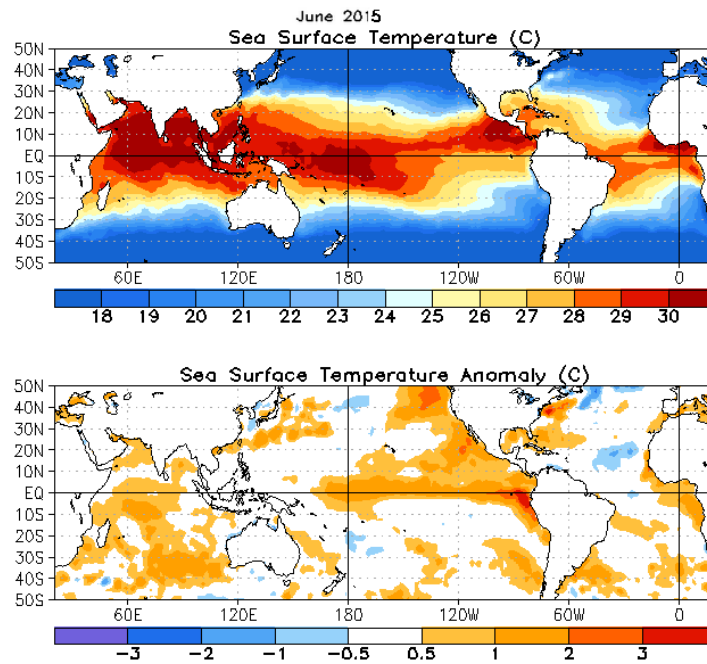 June 2015
Sea Surface Temperature (C)
50N
40N
30N
20N
10N
EQ
10S
20S
30S
40S
50S
60E 120E 180 120W 60W 0
18 19 20 21 22 23 24 25 26 27 28 29 30
Sea Surface Temperature Anomaly (C)
50N
40N
30N
20N
10N
EQ
10S
20S
30S
40S
50S
60E 120E 180 120W 60W 0
-3 -2 -1 -0.5 0.5 1 2 3